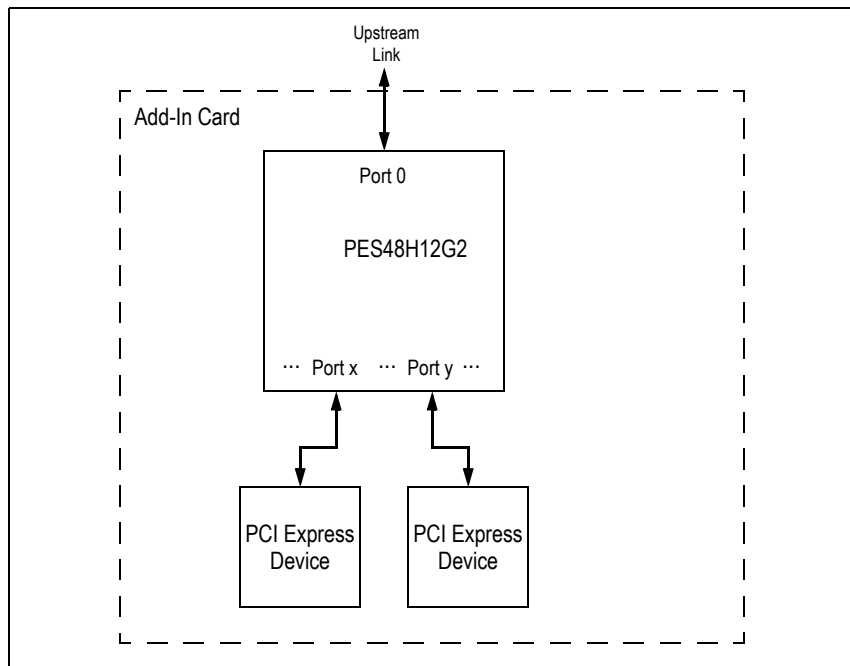 Upstream
Link
Add-In Card
Port 0
PES48H12G2
··· Port x ··· Port y ···
PCI Express
Device
PCI Express
Device